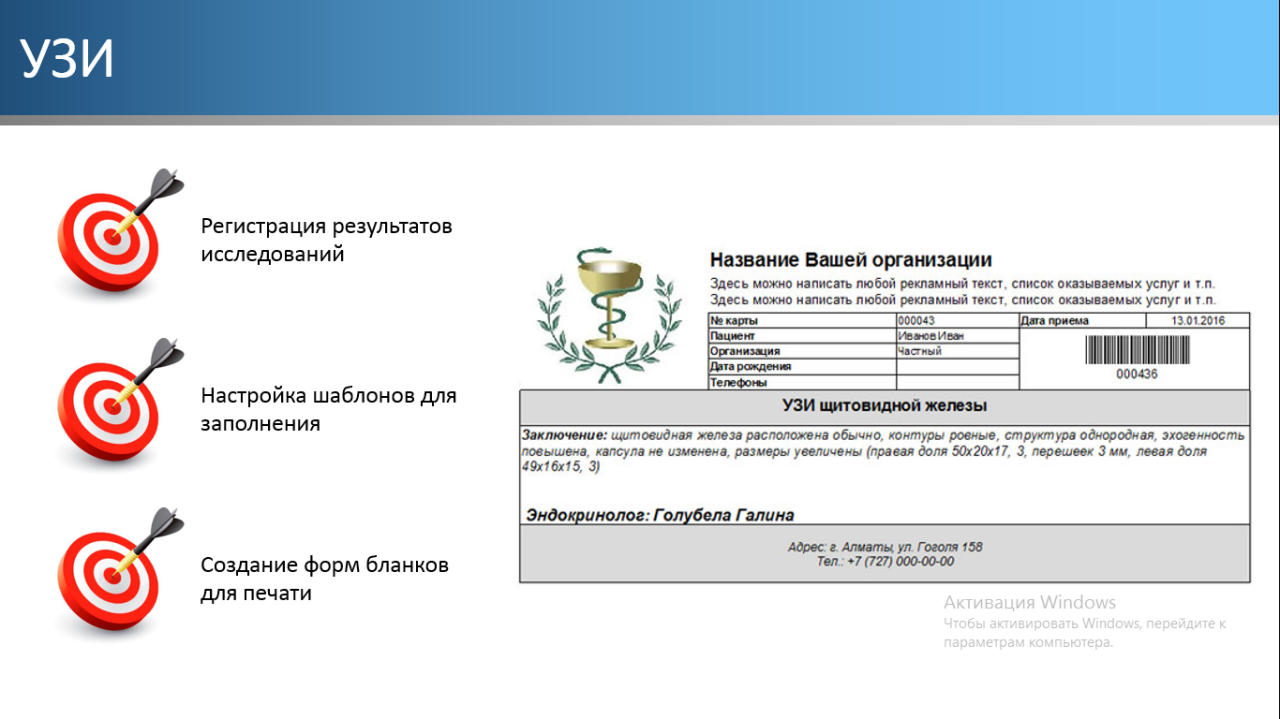 УЗИ
Регистрация результатов
исследований
Настройка шаблонов для
заполнения
Создание форм бланков
для печати
Название Вашей организации
Здесь можно написать любой рекламный текст, список оказываемых услуг и т.п.
Здесь можно написать любой рекламный текст, список оказываемых услуг и т.п.
№ карты 000043 Дата приема 13.01.2016
Пациент Иванов Иван
Организация Частный
Дата рождения
Телефоны
000436
УЗИ щитовидной железы
Заключение: щитовидная железа расположена обычно, контуры ровные, структура однородная, эхогенность
повышена, капсула не изменена, размеры увеличены (правая доля 50х20х17, 3, перешеек 3 мм, левая доля
49х16х15, 3)
Эндокринолог: Голубела Галина
Адрес: г. Алматы, ул. Гоголя 158
Тел.: +7 (727) 000-00-00
Активация Windows
Чтобы активировать Windows, перейдите к
параметрам компьютера.